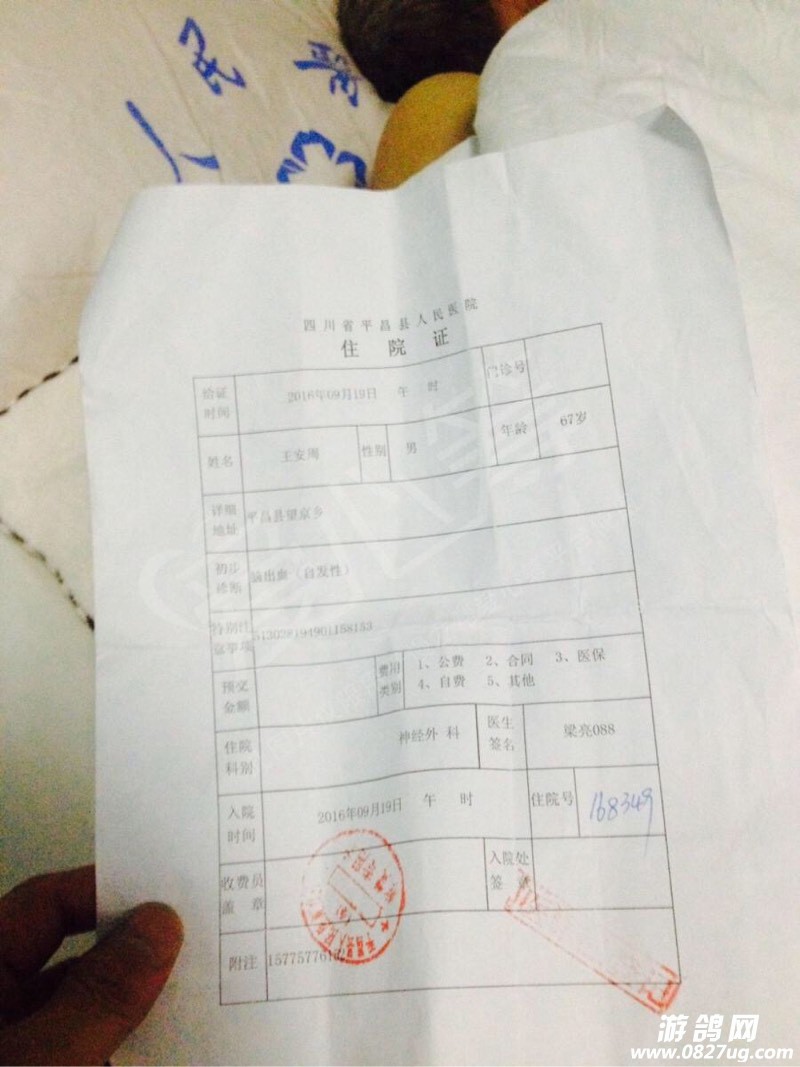 人民醫
四川省平昌县人民医院
住 院 证
给证时间 2016年09月19日 午 时 门诊号
姓名 王安周 性别 男 年龄 67岁
详细地址 平昌县望京乡
初步诊断 脑出血（自发性）
特别注意事项
预交金额 费用类别 1、公费 2、合同 3、医保
4、自费 5、其他
住院科别 神经外 科 医生签名 梁亮088
入院时间 2016年09月19日 午 时 住院号 168349
收费员盖 章 入院处签 章
附注
游鸽网
www.0827ug.com